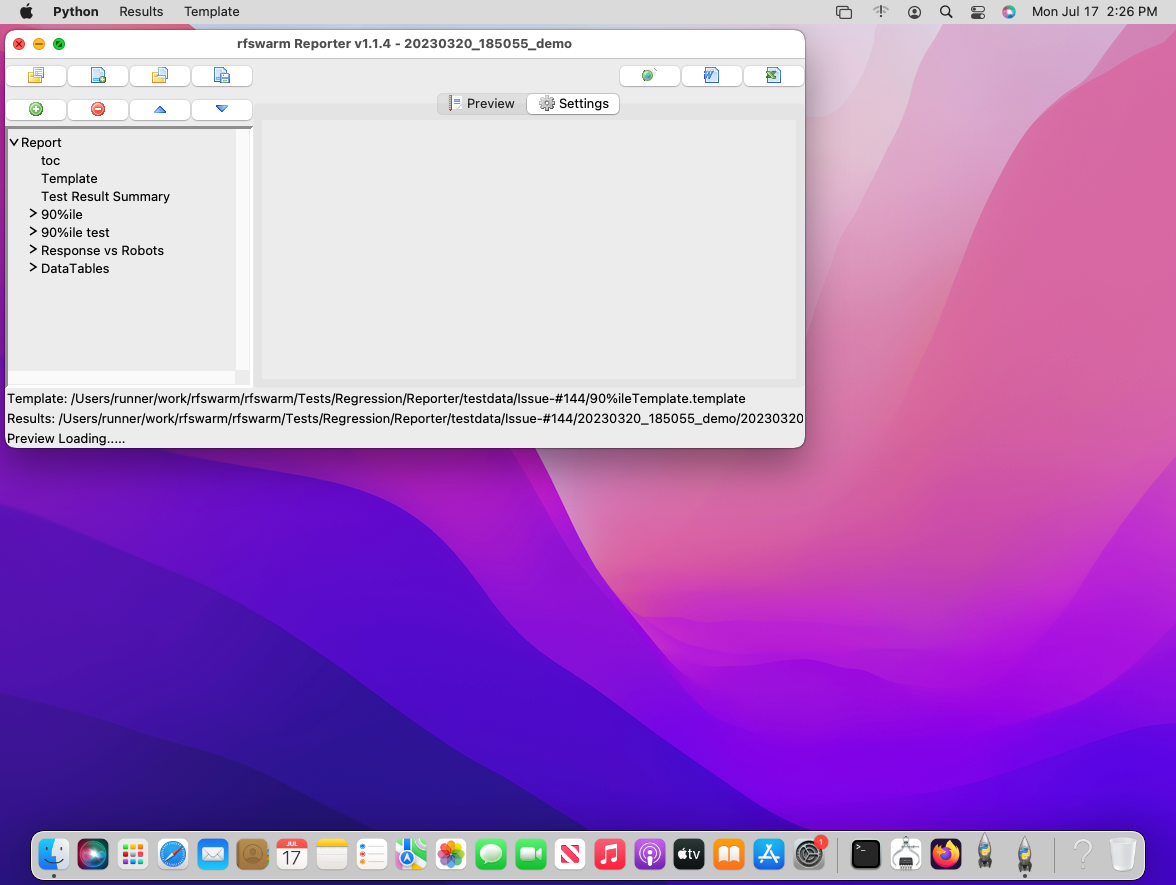 Python Results Template Mon Jul 17 2:26 PM
rfswarm Reporter v1.1.4 - 20230320_185055_demo
Preview Settings
Report
toc
Template
Test Result Summary
90%ile
90%ile test
Response vs Robots
DataTables
Template: /Users/runner/work/rfswarm/rfswarm/Tests/Regression/Reporter/testdata/Issue-#144/90%ileTemplate.template
Results: /Users/runner/work/rfswarm/rfswarm/Tests/Regression/Reporter/testdata/Issue-#144/20230320_185055_demo/20230320
Preview Loading.....
JUL
17
tv
1